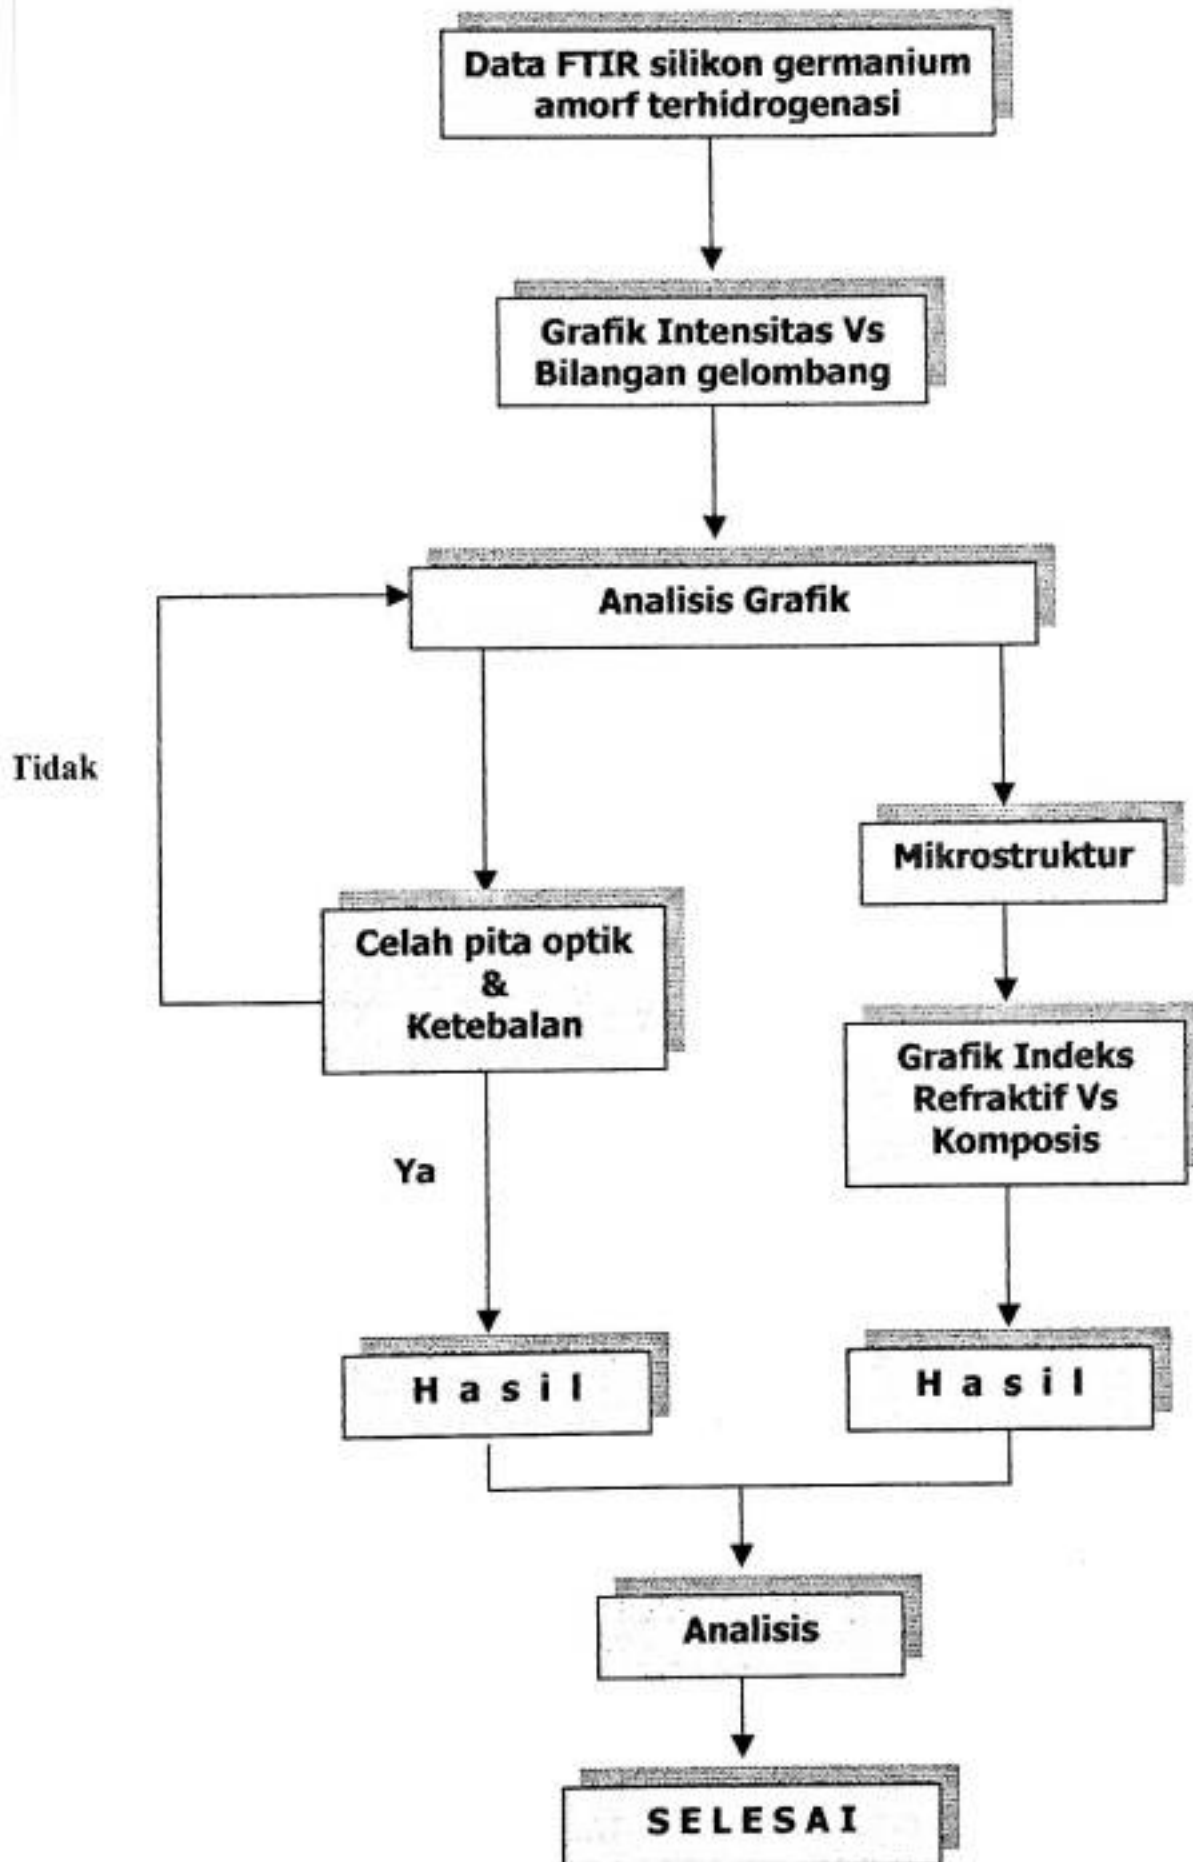 Data FTIR silikon germanium
amorf terhidrogenasi
Grafik Intensitas Vs
Bilangan gelombang
Analisis Grafik
Tidak
Mikrostruktur
Celah pita optik
&
Ketebalan
Grafik Indeks
Refraktif Vs
Komposis
Ya
H a s i l
H a s i l
Analisis
S E L E S A I